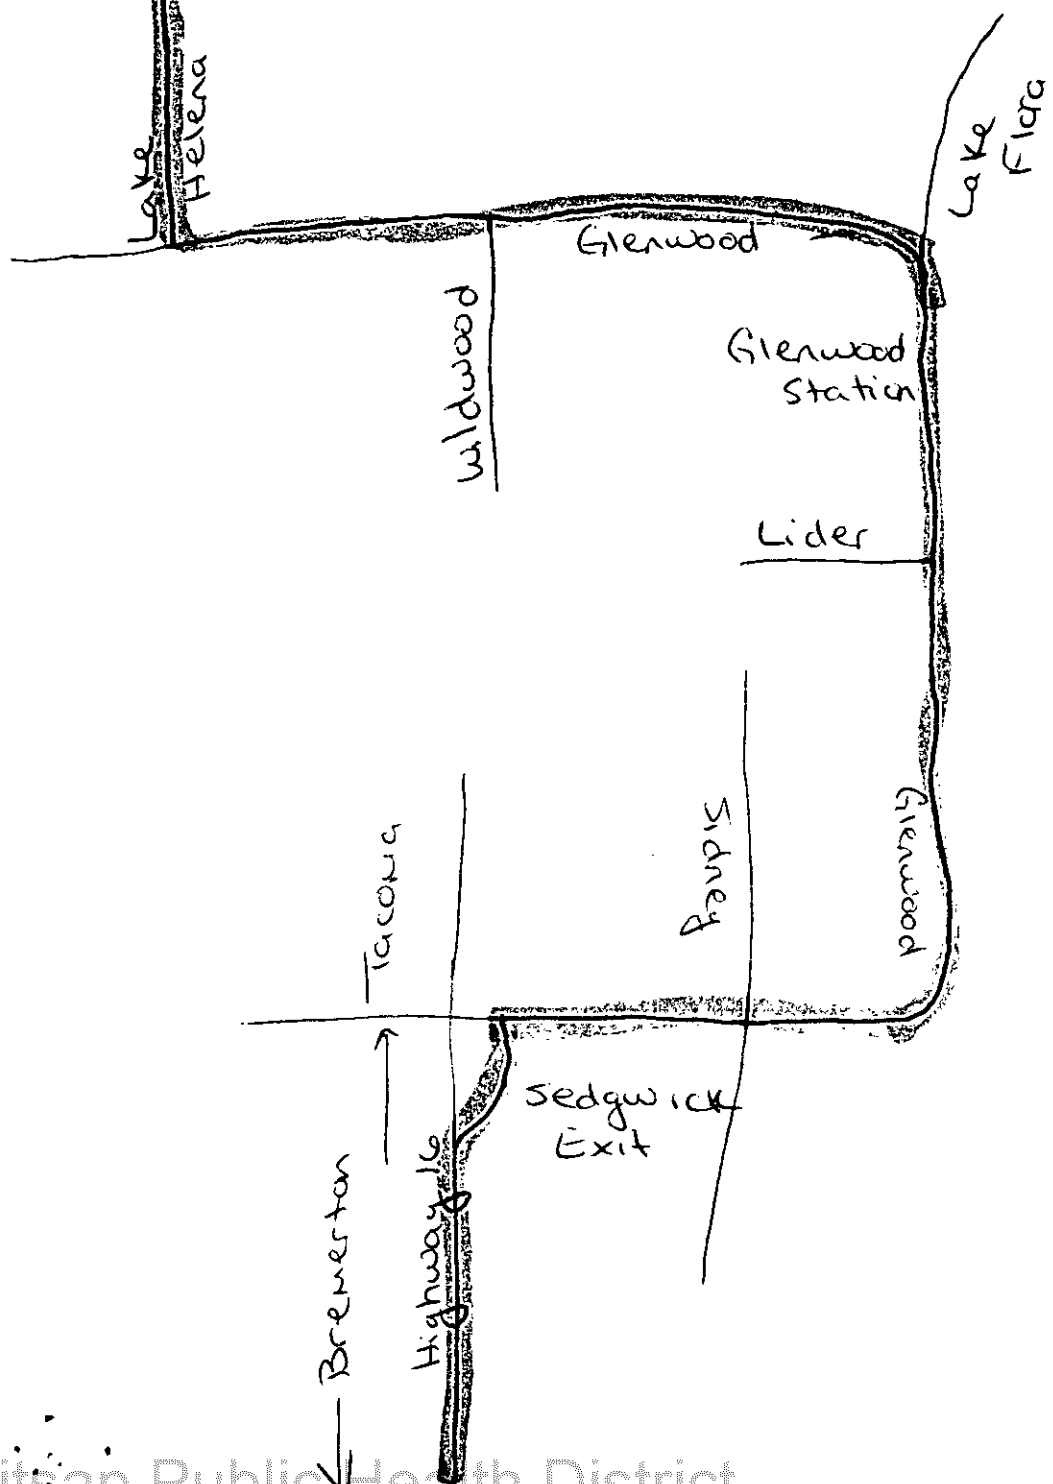 Lake
Helena
Lake
Flora
Glenwood
Wildwood
Glenwood
Station
Lider
Sidney
Glenwood
Tacoma
Sedgwick
Exit
Highway 16
Bremerton
Public Health District